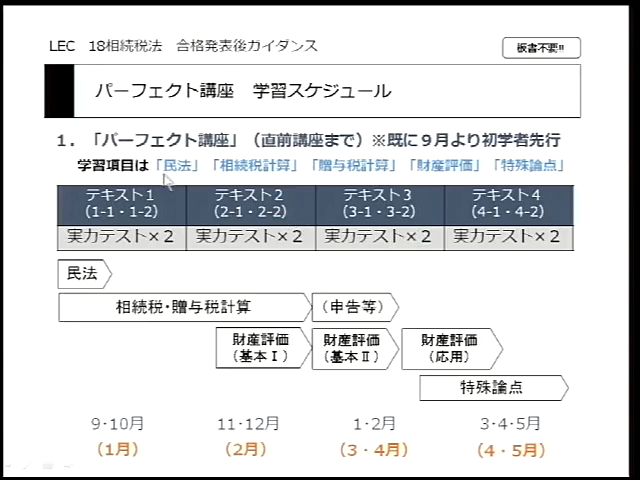 LEC　18相続税法　合格発表後ガイダンス
板書不要!!
パーフェクト講座　学習スケジュール
１．「パーフェクト講座」（直前講座まで）※既に９月より初学者先行
学習項目は「民法」「相続税計算」「贈与税計算」「財産評価」「特殊論点」
テキスト１　テキスト２　テキスト３　テキスト４
（1-1・1-2）　（2-1・2-2）　（3-1・3-2）　（4-1・4-2）
実力テスト×２　実力テスト×２　実力テスト×２　実力テスト×２
民法
相続税・贈与税計算　（申告等）
財産評価　財産評価　財産評価
（基本Ⅰ）　（基本Ⅱ）　（応用）
特殊論点
9･10月　11･12月　1･2月　3･4･5月
（1月）　（2月）　（3・4月）　（4・5月）